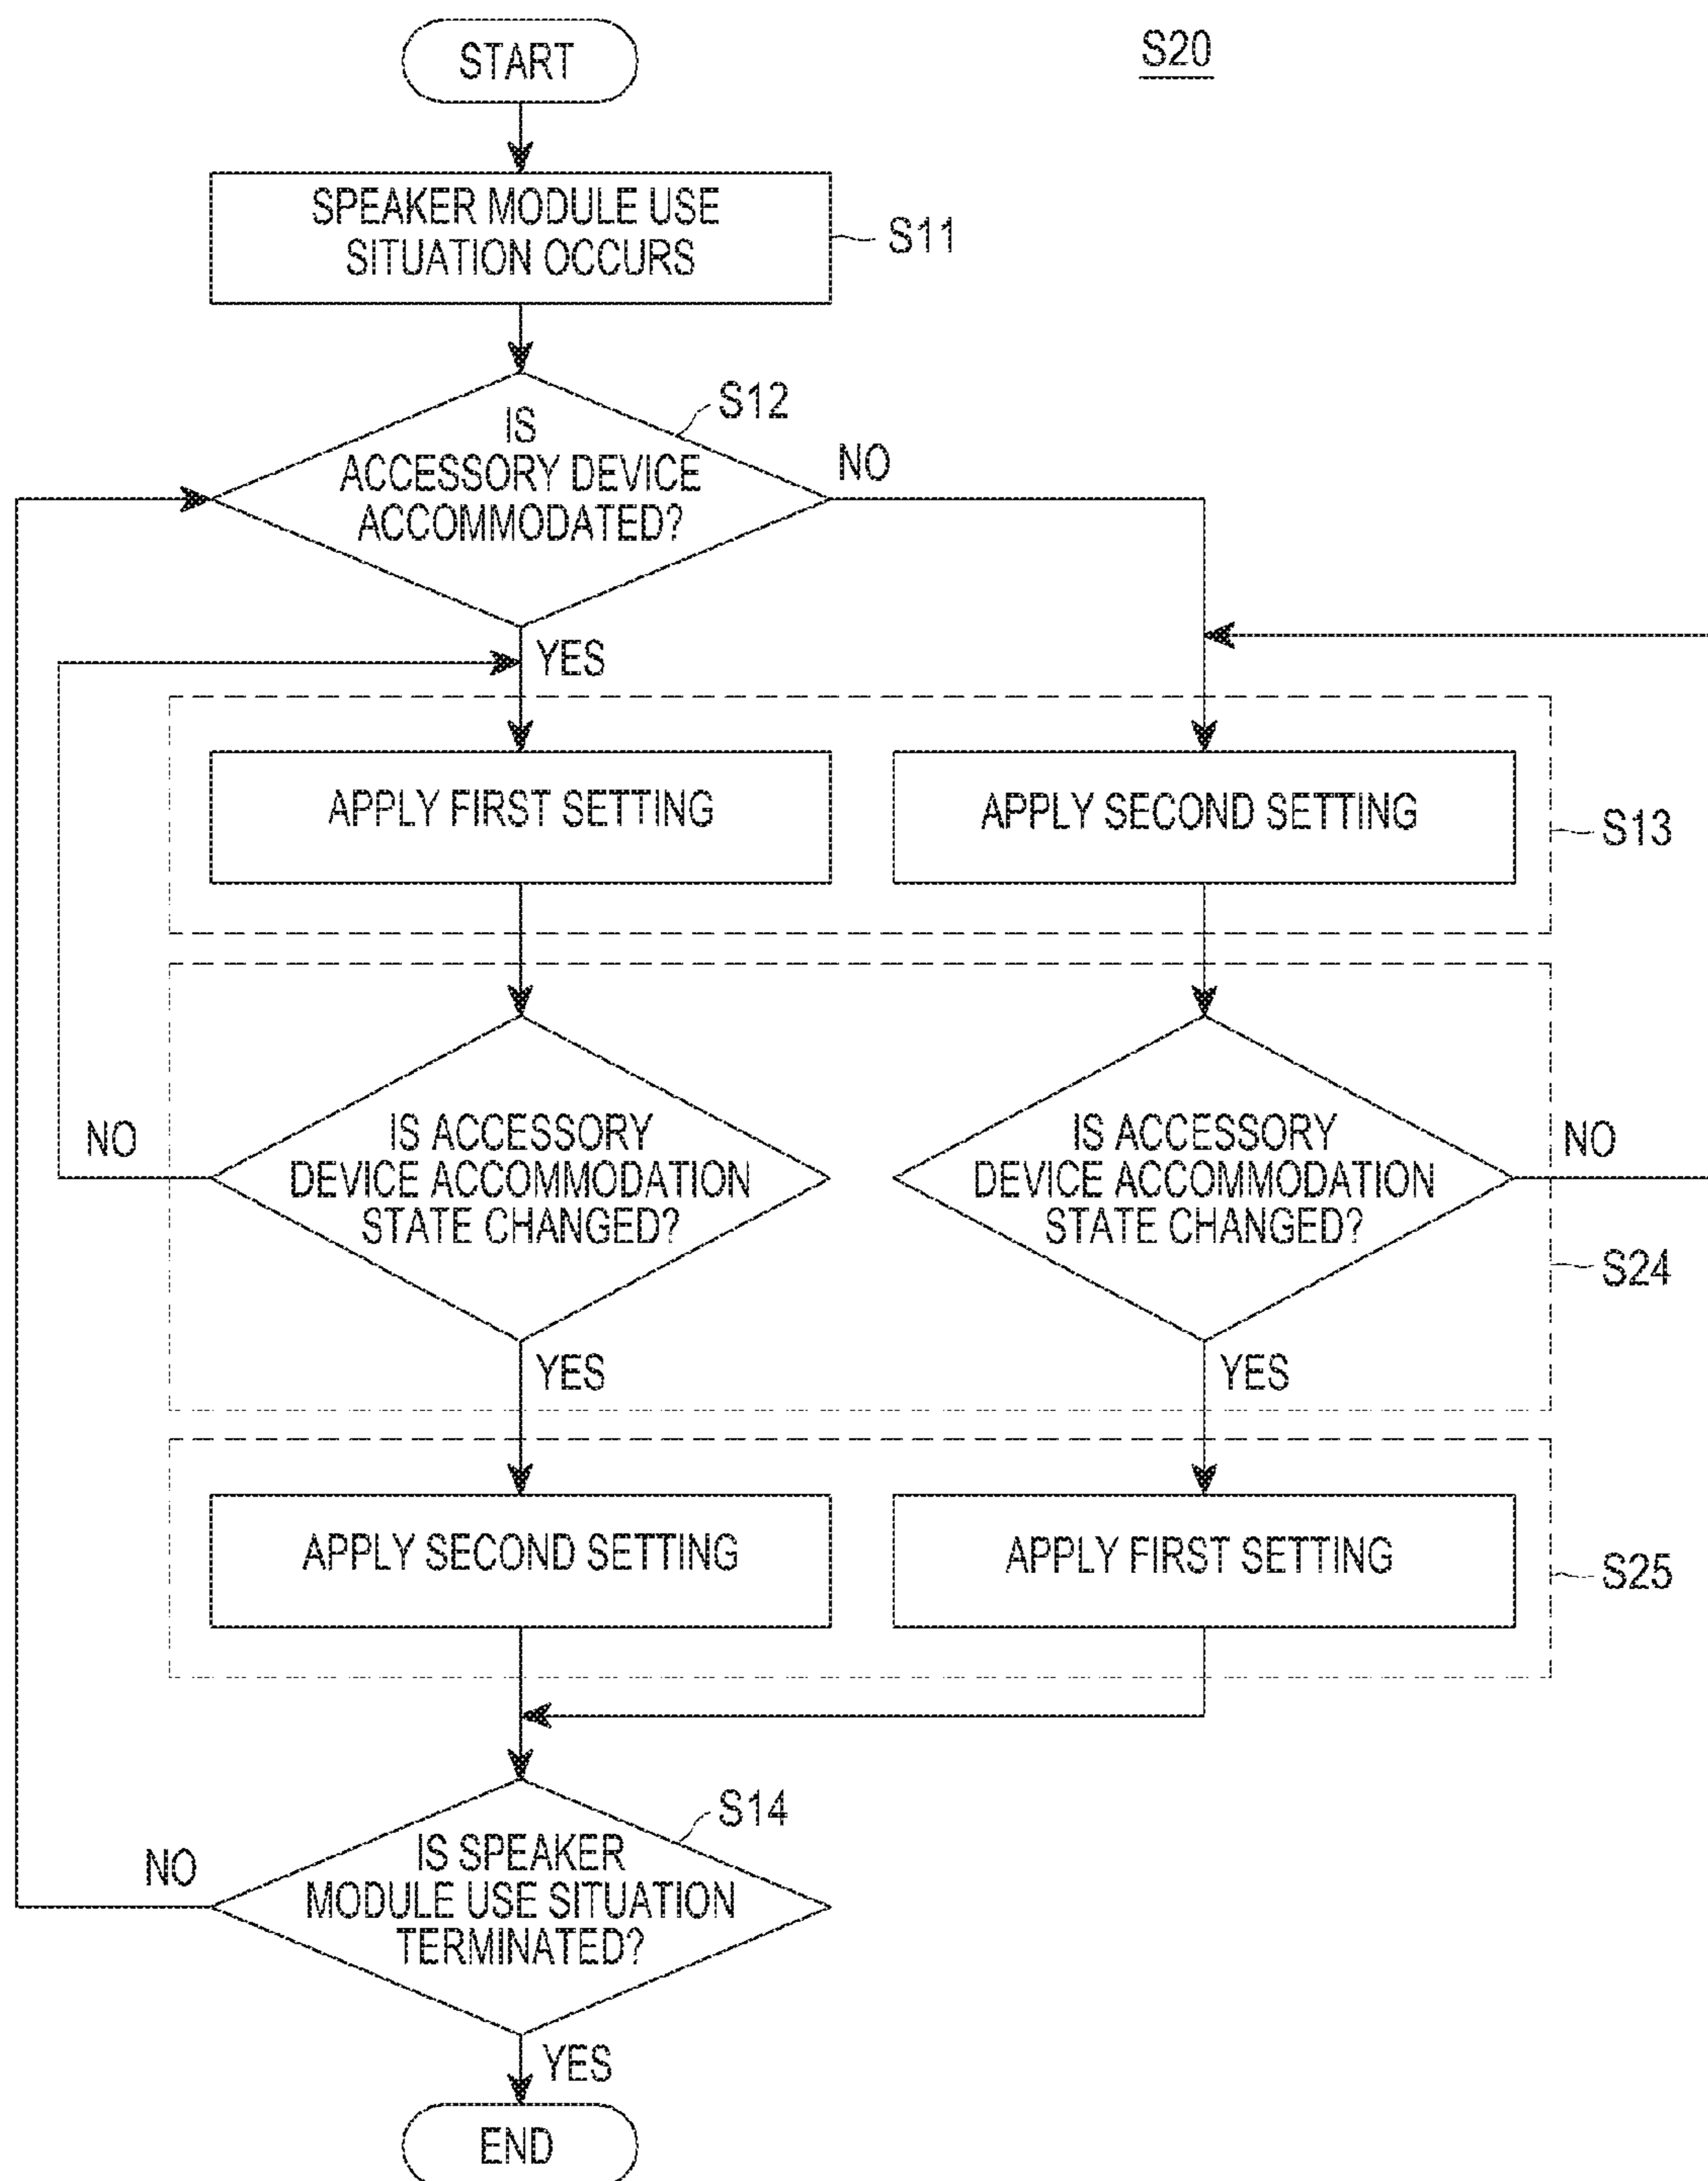 START
S20
SPEAKER MODULE USE
SITUATION OCCURS
S11
S12
IS
ACCESSORY DEVICE
ACCOMMODATED?
NO
YES
APPLY FIRST SETTING
APPLY SECOND SETTING
S13
NO
IS ACCESSORY
DEVICE ACCOMMODATION
STATE CHANGED?
IS ACCESSORY
DEVICE ACCOMMODATION
STATE CHANGED?
NO
S24
YES
YES
APPLY SECOND SETTING
APPLY FIRST SETTING
S25
S14
NO
IS SPEAKER
MODULE USE SITUATION
TERMINATED?
YES
END